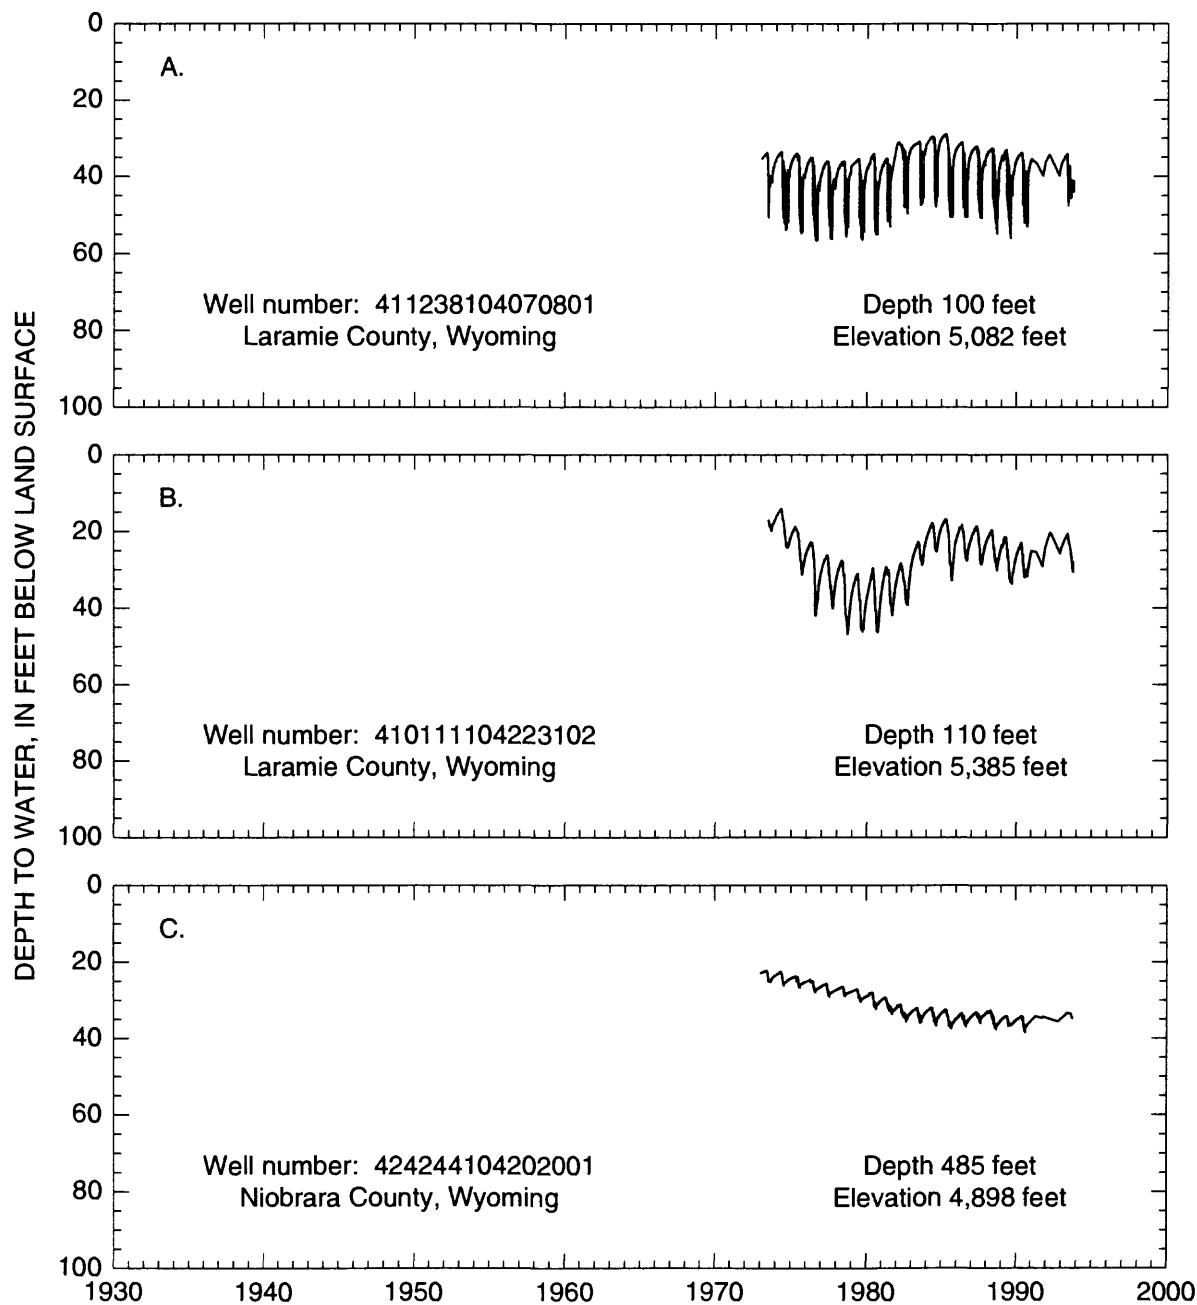 DEPTH TO WATER, IN FEET BELOW LAND SURFACE
0
A.
20
40
60
Well number: 411238104070801 Depth 100 feet
80 Laramie County, Wyoming Elevation 5,082 feet
100
0
B.
20
40
60
Well number: 410111104223102 Depth 110 feet
80 Laramie County, Wyoming Elevation 5,385 feet
100
0
C.
20
40
60
Well number: 424244104202001 Depth 485 feet
80 Niobrara County, Wyoming Elevation 4,898 feet
100
1930 1940 1950 1960 1970 1980 1990 2000